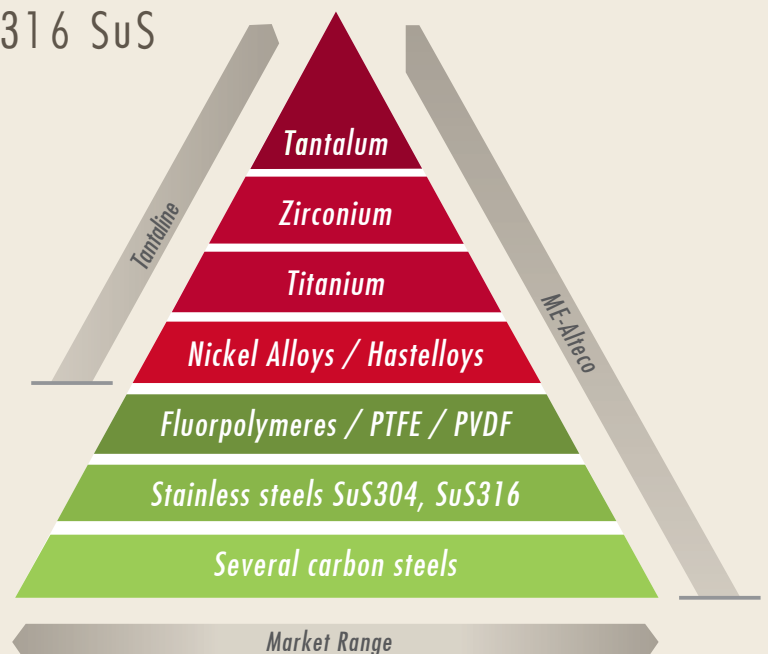 316 SuS
Tantalum
Zirconium
Tantaline
Titanium
ME-Alteco
Nickel Alloys / Hastelloys
Fluorpolymeres / PTFE / PVDF
Stainless steels SuS304, SuS316
Several carbon steels
Market Range